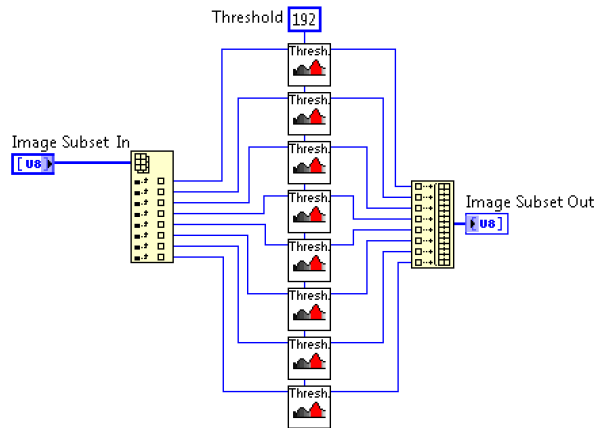 Threshold 192
Thresh.
Thresh.
Image Subset In
[U8]
Thresh.
Thresh.
Image Subset Out
U8]
Thresh.
Thresh.
Thresh.
Thresh.